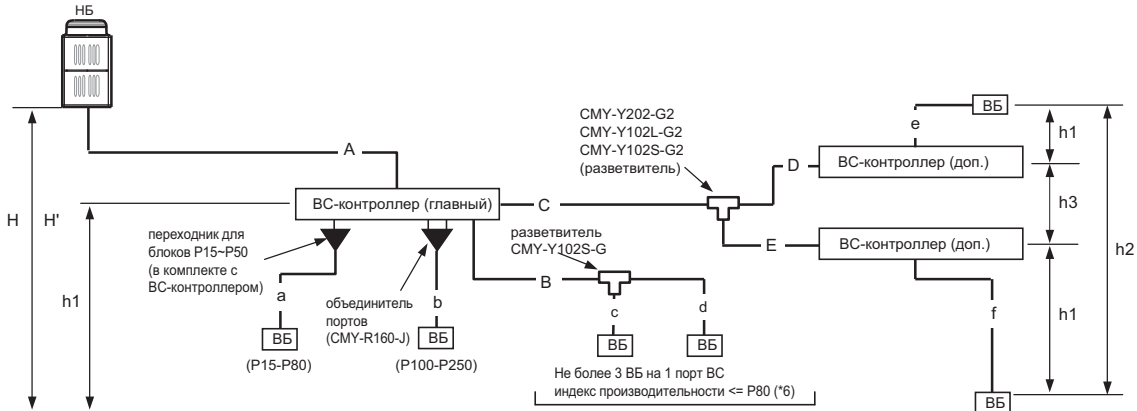 НБ
A
H
H'
h1
ВС-контроллер (главный)
C
переходник для
блоков P15~P50
(в комплекте с
ВС-контроллером)
a
ВБ
(P15-P80)
объединитель
портов
(CMY-R160-J)
b
ВБ
(P100-P250)
B
разветвитель
CMY-Y102S-G
c
d
ВБ
ВБ
Не более 3 ВБ на 1 порт ВС
индекс производительности <= P80 (*6)
CMY-Y202-G2
CMY-Y102L-G2
CMY-Y102S-G2
(разветвитель)
D
E
e
ВБ
ВС-контроллер (доп.)
ВС-контроллер (доп.)
f
ВБ
h1
h3
h1
h2